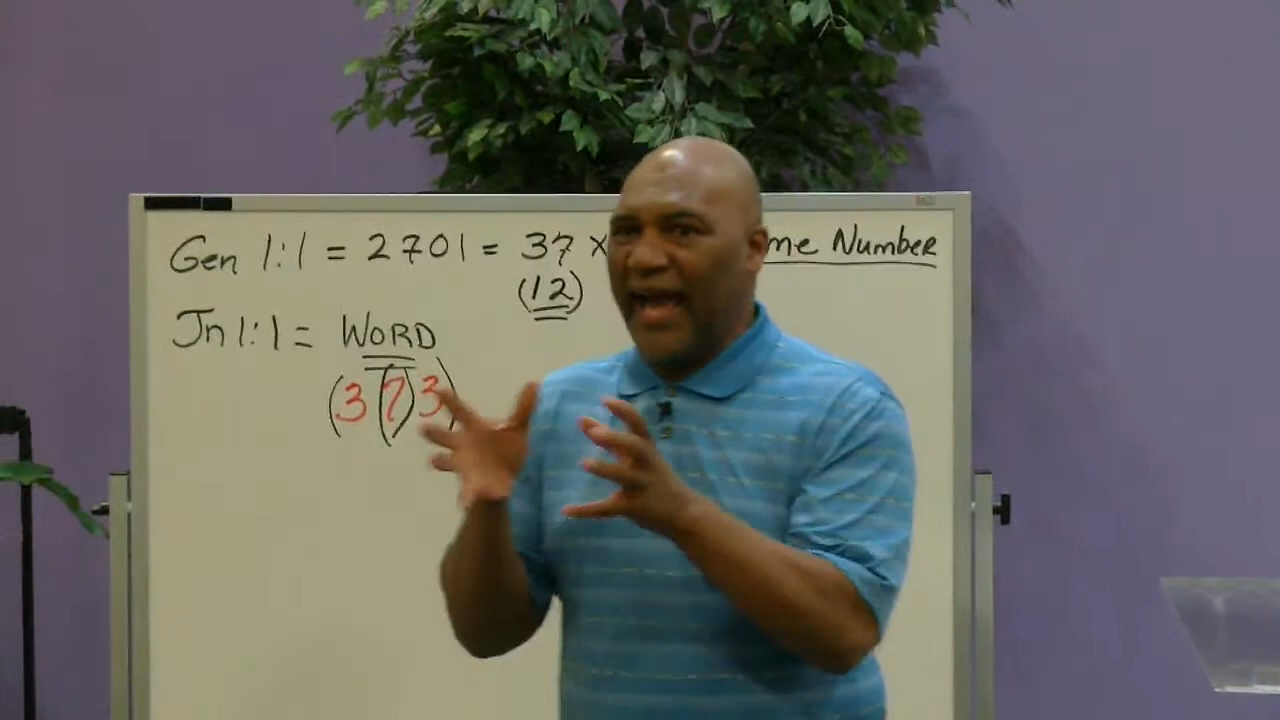 Gen 1:1 = 2701 = 37 × me Number
(12)
Jn 1:1 = WORD
(3(7)3)